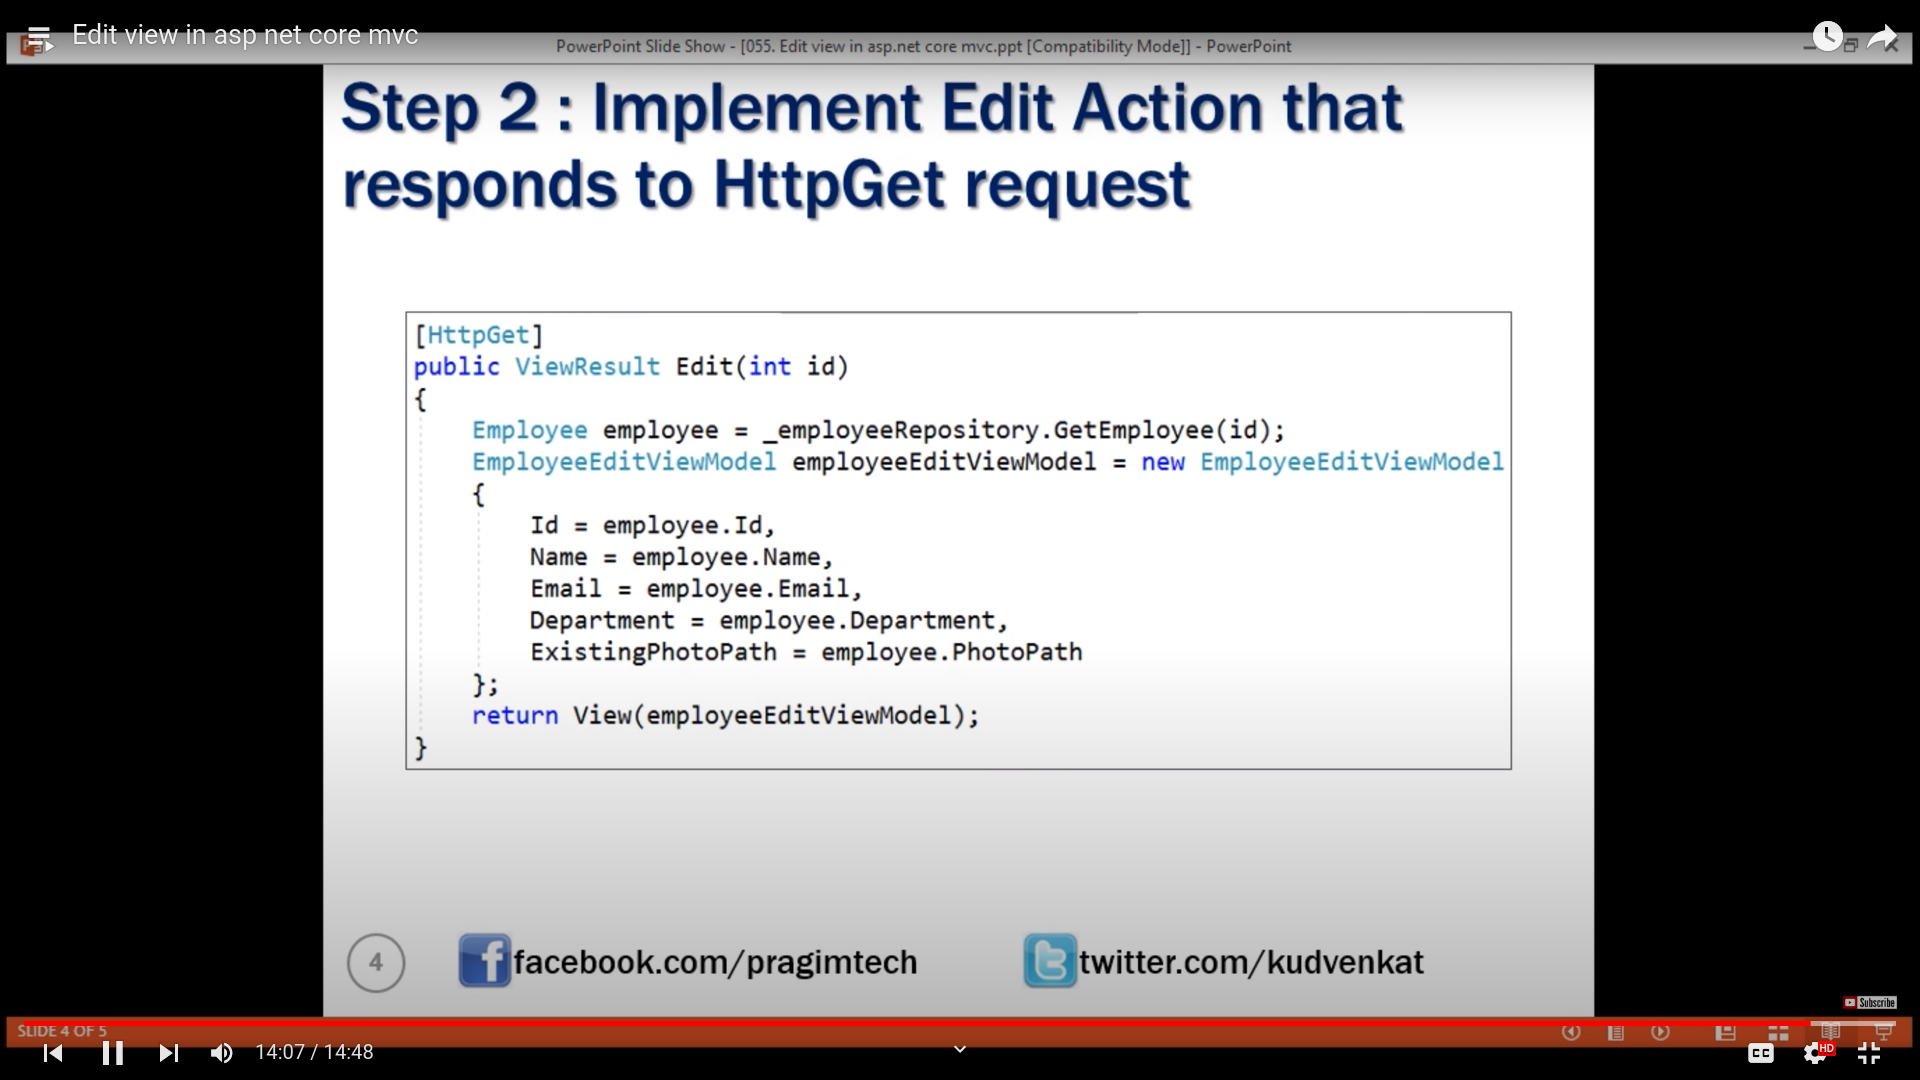 Edit view in asp net core mvc
PowerPoint Slide Show - [055. Edit view in asp.net core mvc.ppt [Compatibility Mode]] - PowerPoint
Step 2 : Implement Edit Action that
responds to HttpGet request
[HttpGet]
public ViewResult Edit(int id)
{
    Employee employee = _employeeRepository.GetEmployee(id);
    EmployeeEditViewModel employeeEditViewModel = new EmployeeEditViewModel
    {
        Id = employee.Id,
        Name = employee.Name,
        Email = employee.Email,
        Department = employee.Department,
        ExistingPhotoPath = employee.PhotoPath
    };
    return View(employeeEditViewModel);
}
4
facebook.com/pragimtech
twitter.com/kudvenkat
Subscribe
SLIDE 4 OF 5
14:07 / 14:48
CC
HD